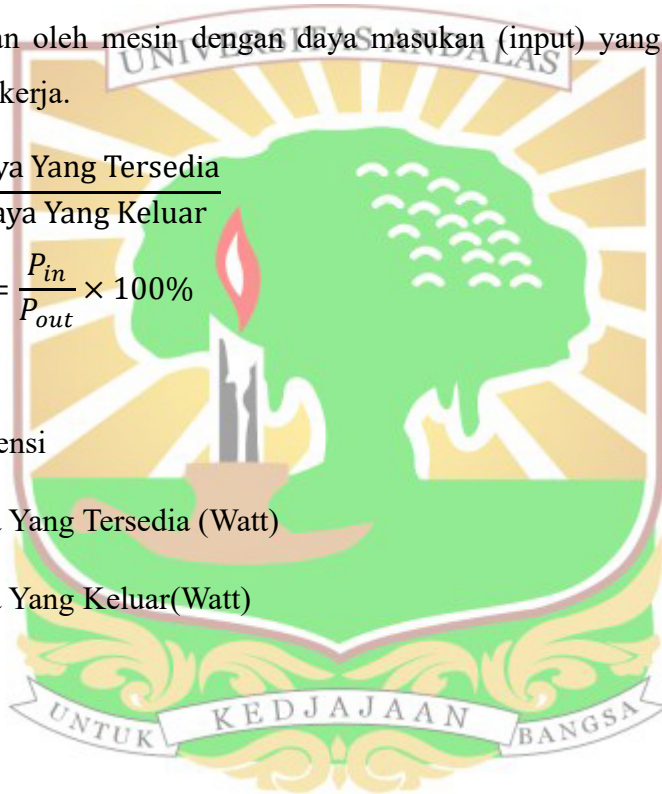 an oleh mesin dengan daya masukan (input) yang
UNIVERSITAS ANDALAS
kerja.
ya Yang Tersedia
aya Yang Keluar
= P_in / P_out × 100%
ensi
Yang Tersedia (Watt)
Yang Keluar(Watt)
UNTUK KEDJAJAAN BANGSA